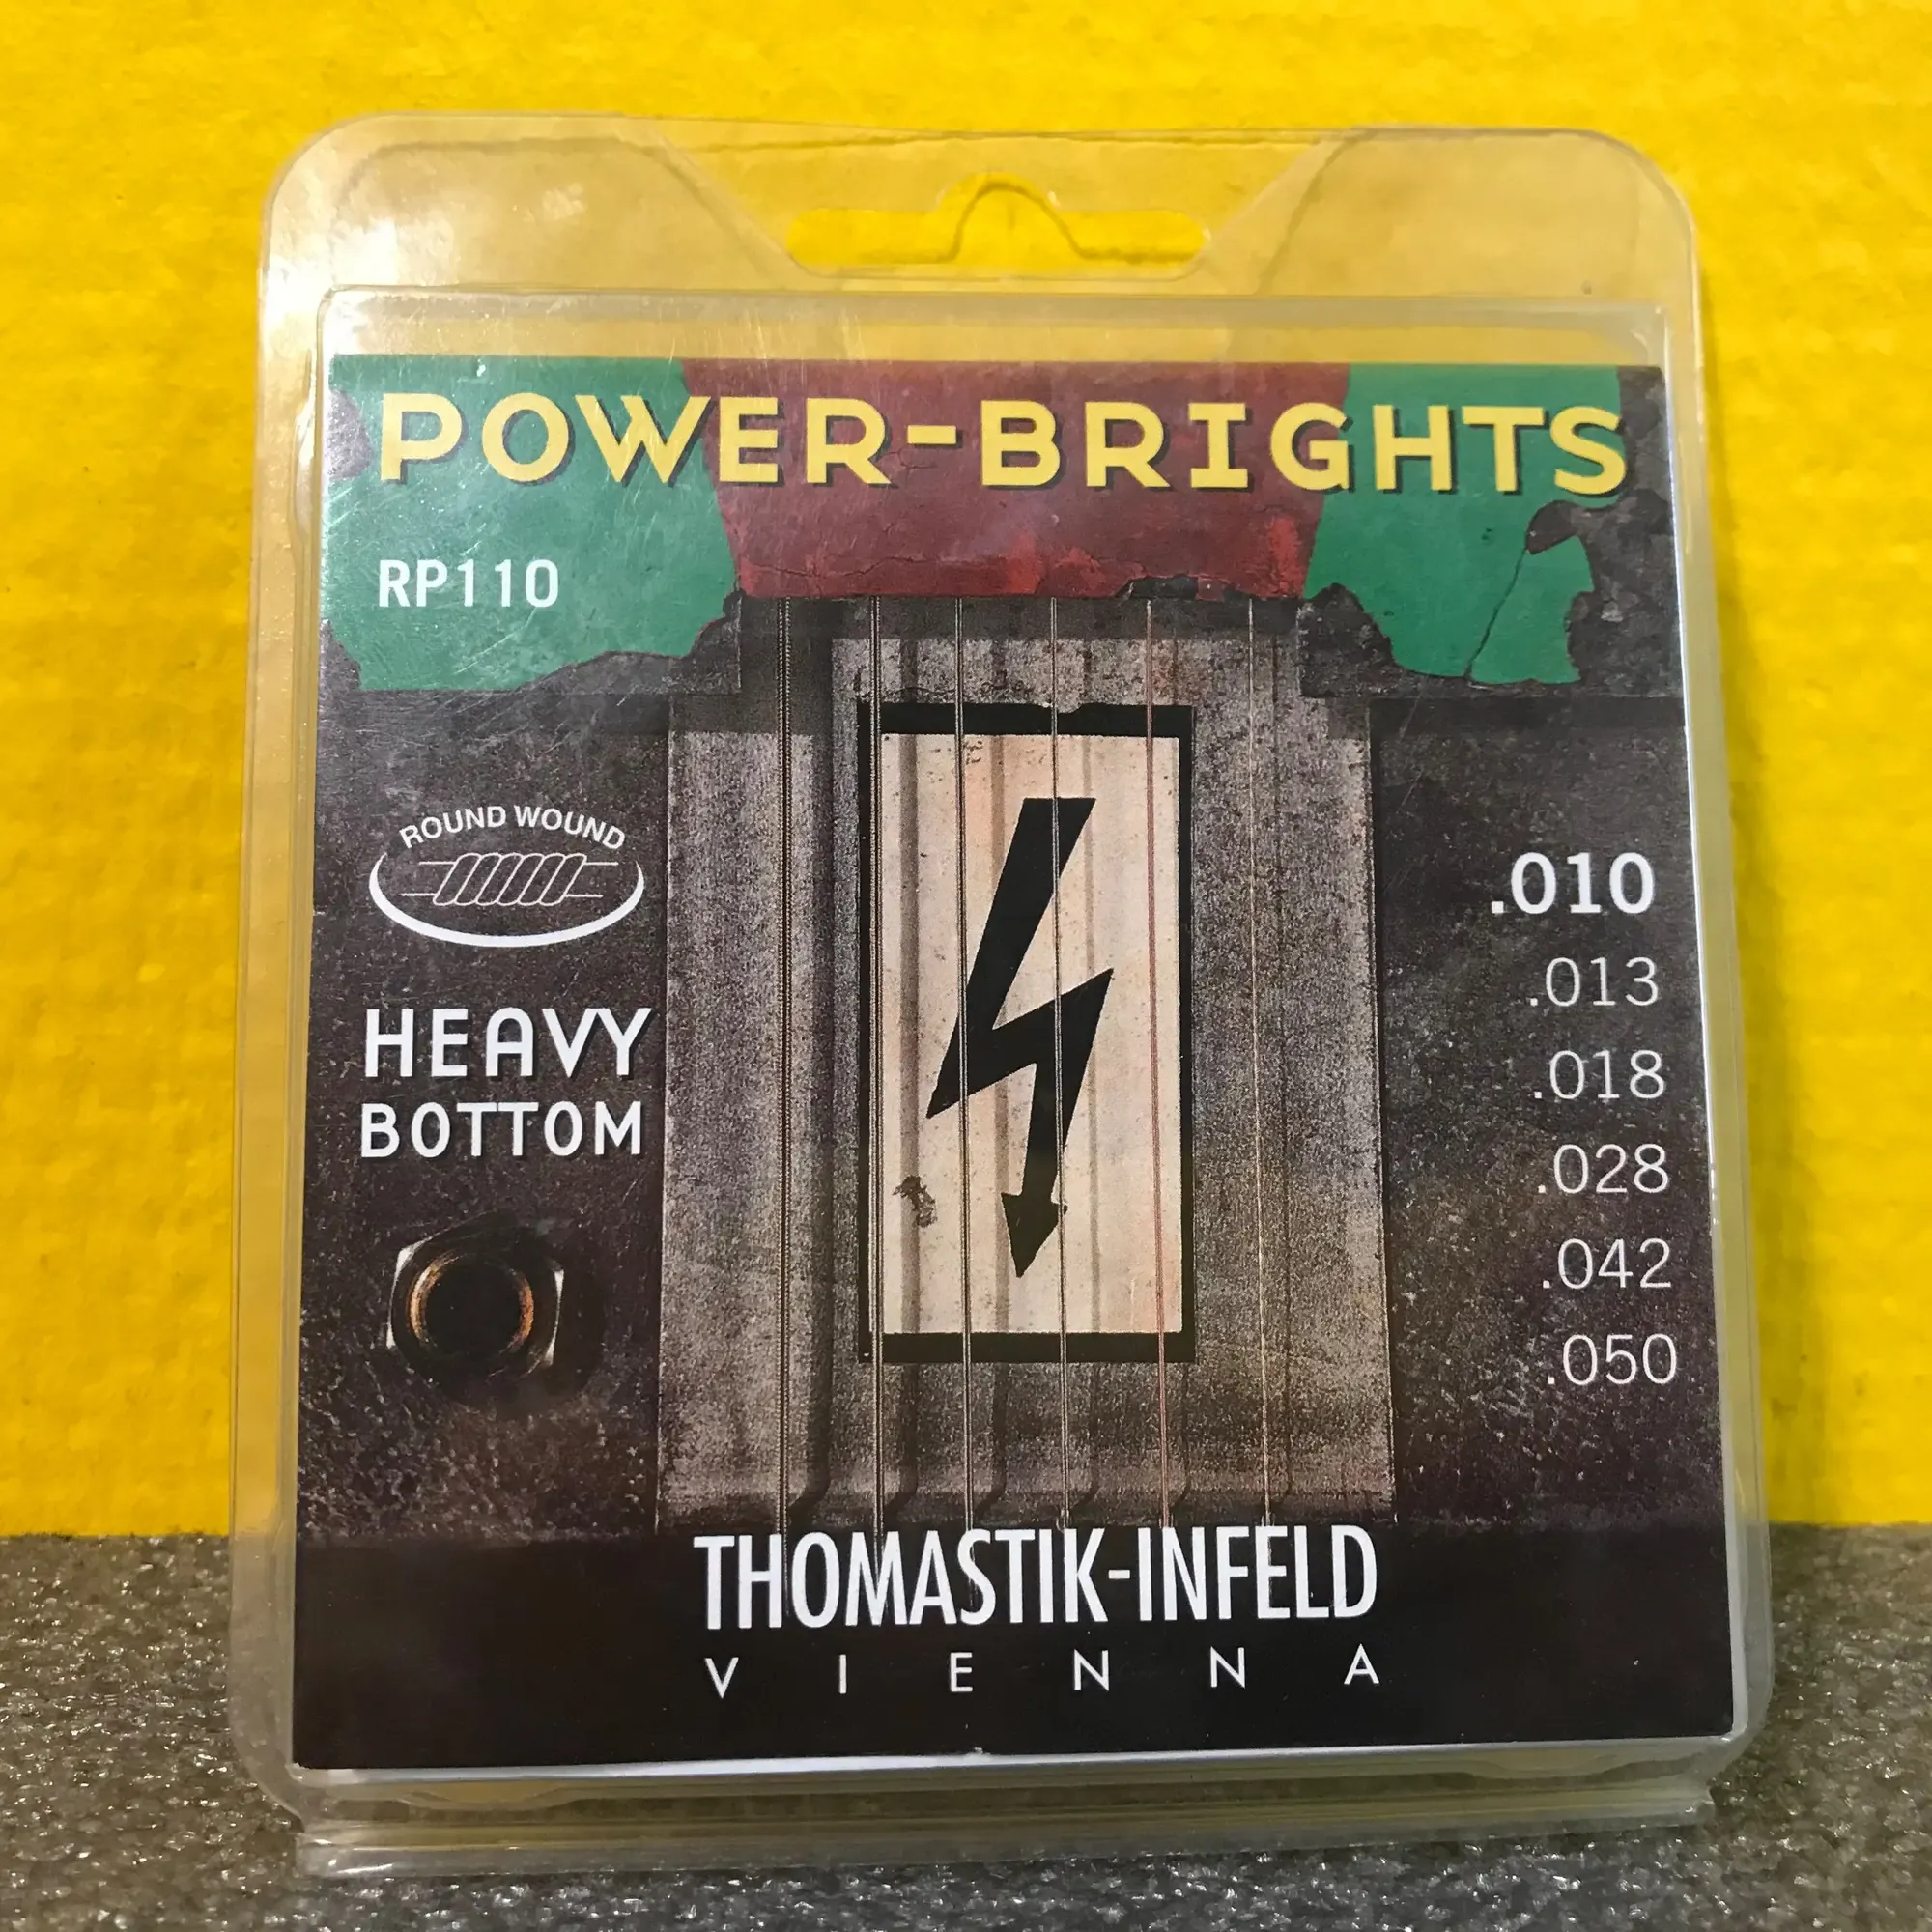 POWER-BRIGHTS
RP110
ROUND WOUND
HEAVY
BOTTOM
.010
.013
.018
.028
.042
.050
THOMASTIK-INFELD
VIENNA